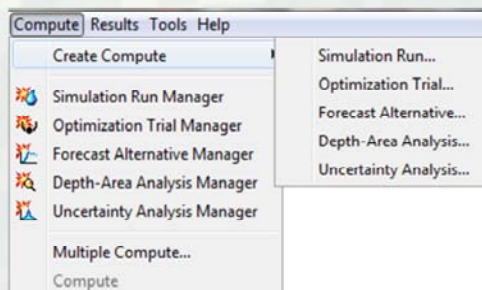 Compute Results Tools Help
Create Compute
Simulation Run Manager
Optimization Trial Manager
Forecast Alternative Manager
Depth-Area Analysis Manager
Uncertainty Analysis Manager
Multiple Compute...
Compute
Simulation Run...
Optimization Trial...
Forecast Alternative...
Depth-Area Analysis...
Uncertainty Analysis...